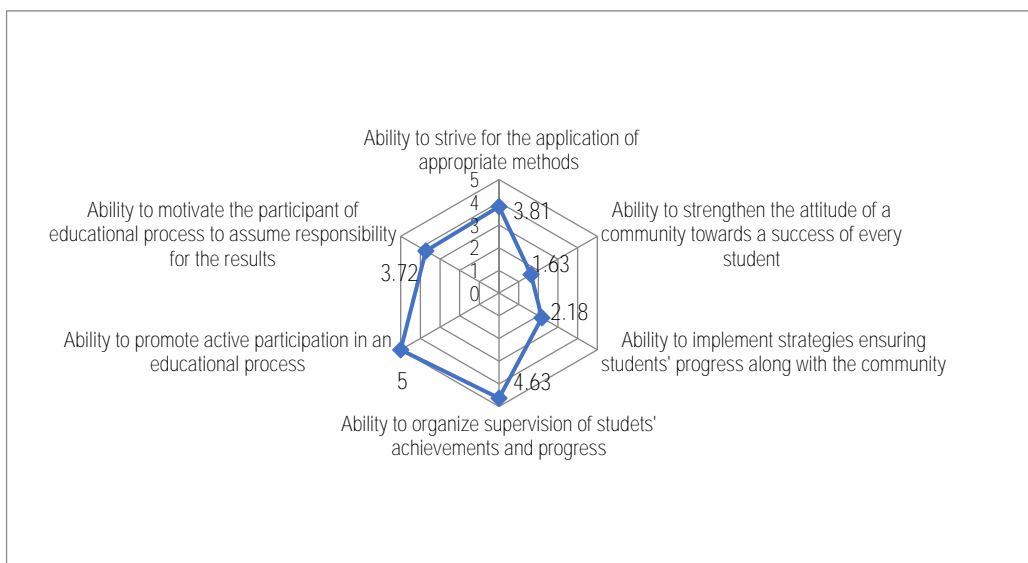 Ability to strive for the application of
appropriate methods
5
4
3
2
1
0
3.81
Ability to strengthen the attitude of a
community towards a success of every
student
1.63
Ability to implement strategies ensuring
students' progress along with the community
2.18
Ability to organize supervision of studets'
achievements and progress
4.63
Ability to promote active participation in an
educational process
5
Ability to motivate the participant of
educational process to assume responsibility
for the results
3.72